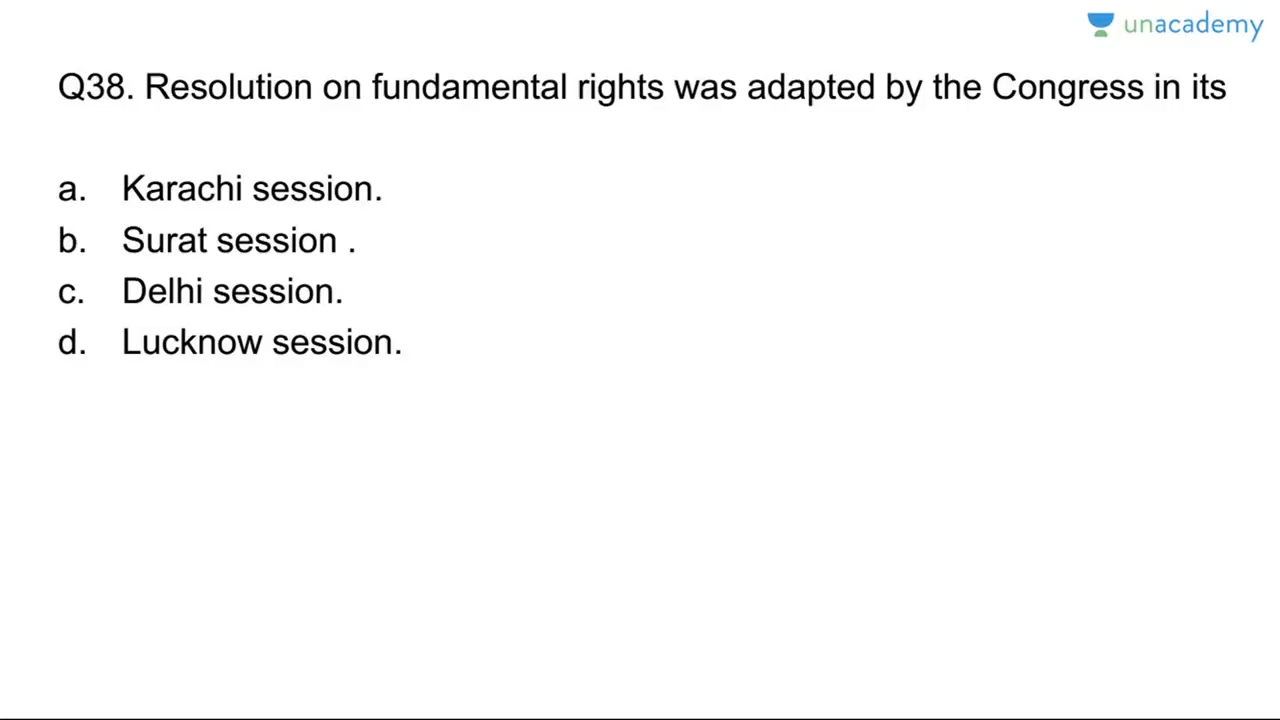 unacademy
Q38. Resolution on fundamental rights was adapted by the Congress in its
a. Karachi session.
b. Surat session .
c. Delhi session.
d. Lucknow session.